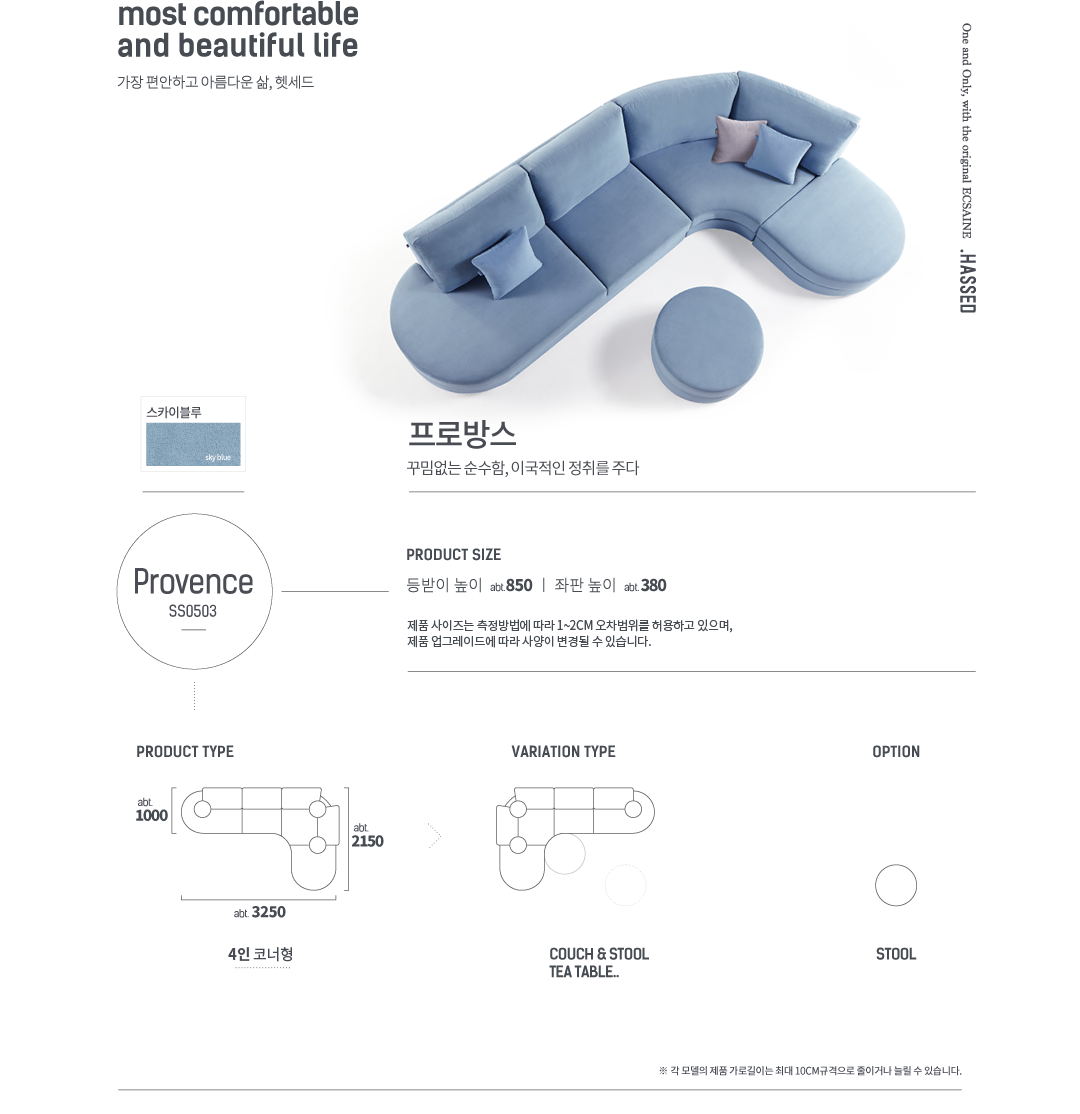 most comfortable
and beautiful life
가장 편안하고 아름다운 삶, 헷세드
One and Only, with the original ECSAINE .HASSED
스카이블루
sky blue
프로방스
꾸밈없는 순수함, 이국적인 정취를 주다
Provence
SS0503
PRODUCT SIZE
등받이 높이 abt.850 | 좌판 높이 abt.380
제품 사이즈는 측정방법에 따라 1~2CM 오차범위를 허용하고 있으며,
제품 업그레이드에 따라 사양이 변경될 수 있습니다.
PRODUCT TYPE
abt.
1000
abt.
2150
abt. 3250
4인 코너형
VARIATION TYPE
COUCH & STOOL
TEA TABLE..
OPTION
STOOL
※ 각 모델의 제품 가로길이는 최대 10CM규격으로 줄이거나 늘릴 수 있습니다.